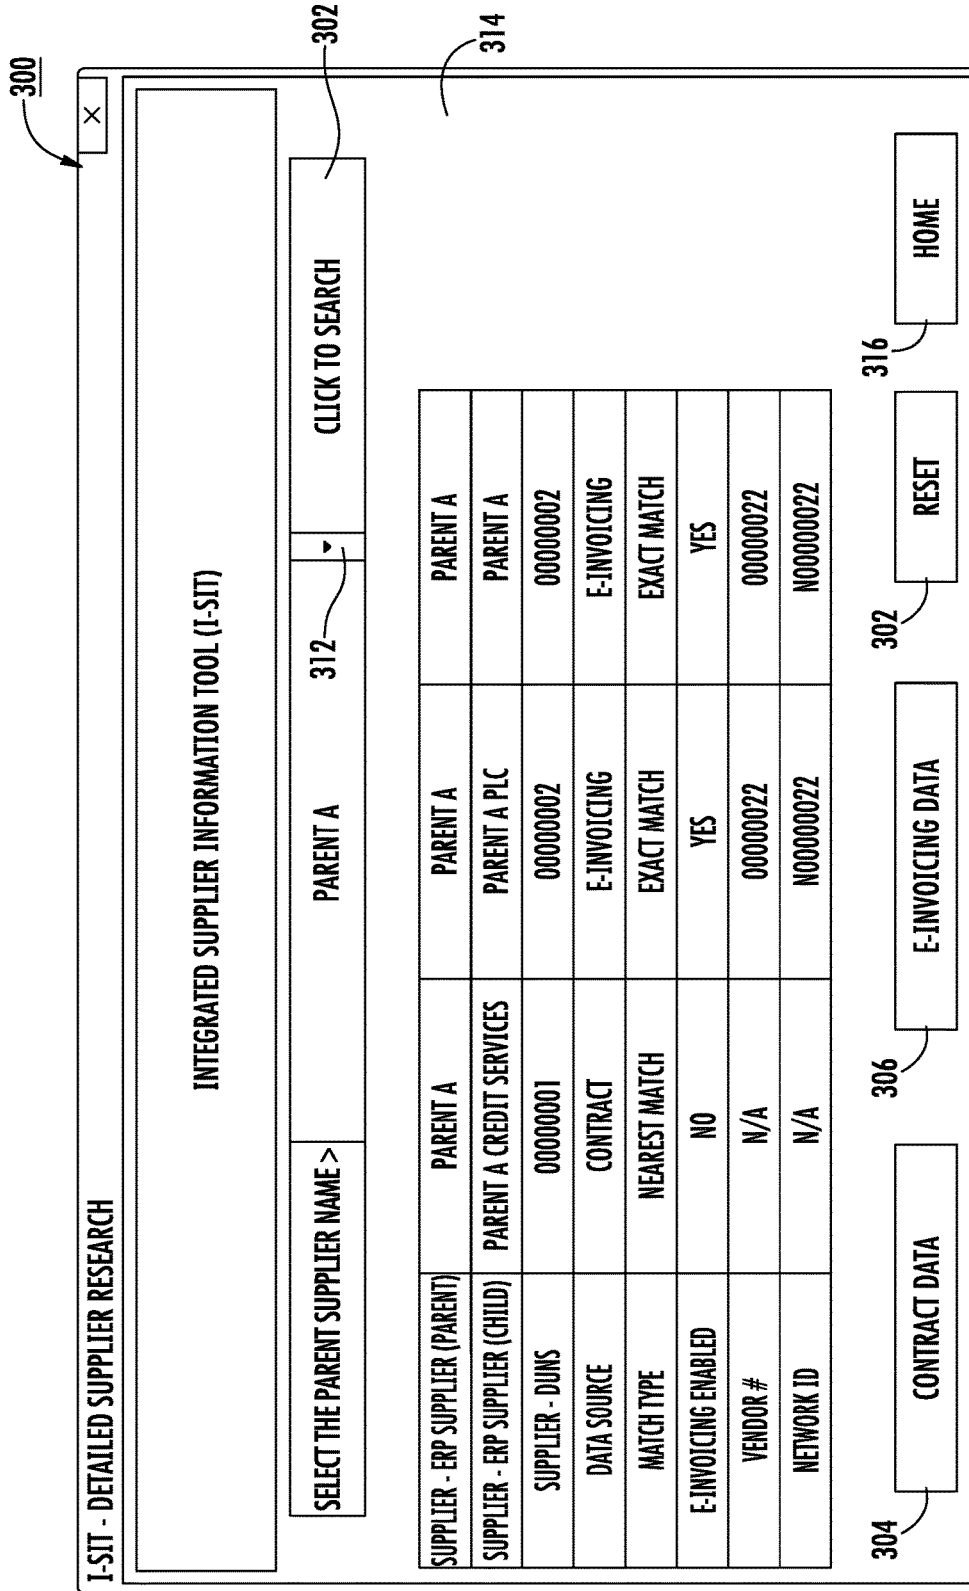 300
I-SIT - DETAILED SUPPLIER RESEARCH
X
INTEGRATED SUPPLIER INFORMATION TOOL (I-SIT)
SELECT THE PARENT SUPPLIER NAME > PARENT A CLICK TO SEARCH
312
302
314
SUPPLIER - ERP SUPPLIER (PARENT) PARENT A PARENT A PARENT A
SUPPLIER - ERP SUPPLIER (CHILD) PARENT A CREDIT SERVICES PARENT A PLC PARENT A
SUPPLIER - DUNS 00000001 00000002 00000002
DATA SOURCE CONTRACT E-INVOICING E-INVOICING
MATCH TYPE NEAREST MATCH EXACT MATCH EXACT MATCH
E-INVOICING ENABLED NO YES YES
VENDOR # N/A 00000022 00000022
NETWORK ID N/A N00000022 N00000022
304 306 302 316
CONTRACT DATA E-INVOICING DATA RESET HOME